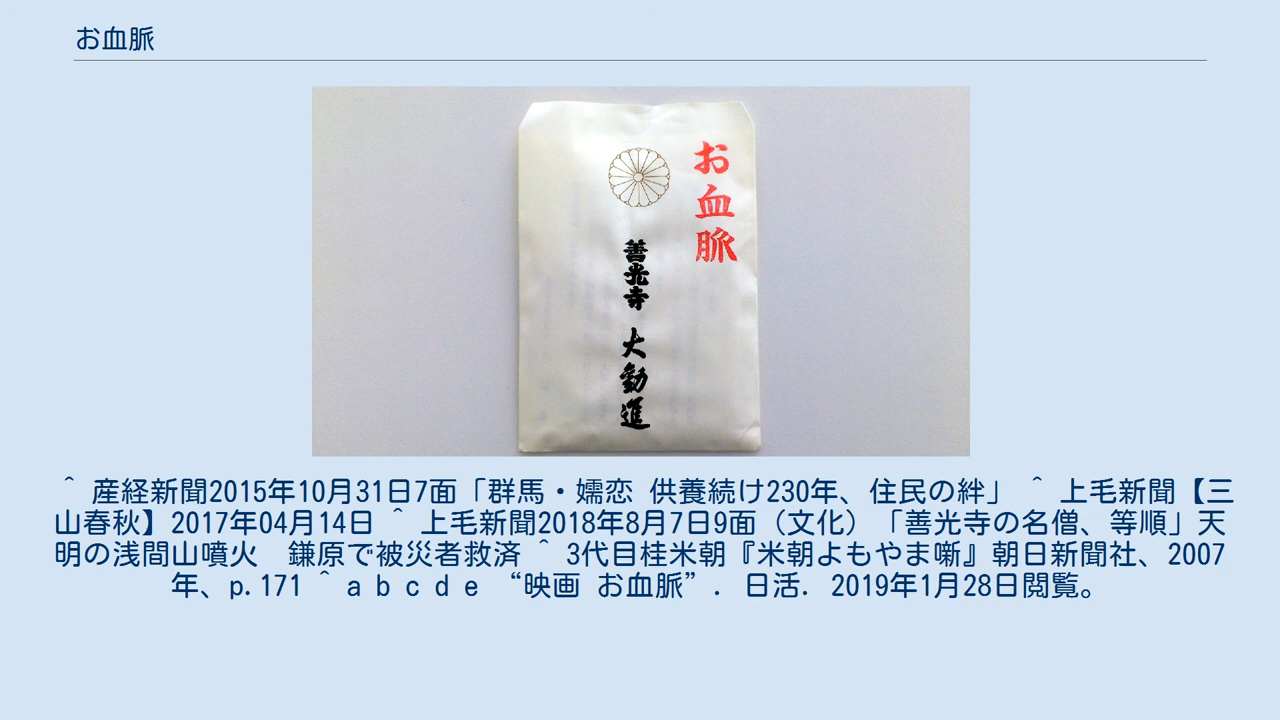 お血脈
お血脈
善光寺 大勧進
^ 産経新聞2015年10月31日7面「群馬・嬬恋 供養続け230年、住民の絆」 ^ 上毛新聞【三
山春秋】2017年04月14日 ^ 上毛新聞2018年8月7日9面（文化）「善光寺の名僧、等順」天
明の浅間山噴火　鎌原で被災者救済 ^ 3代目桂米朝『米朝よもやま噺』朝日新聞社、2007
年、p.171 ^ a b c d e “映画 お血脈”. 日活. 2019年1月28日閲覧。